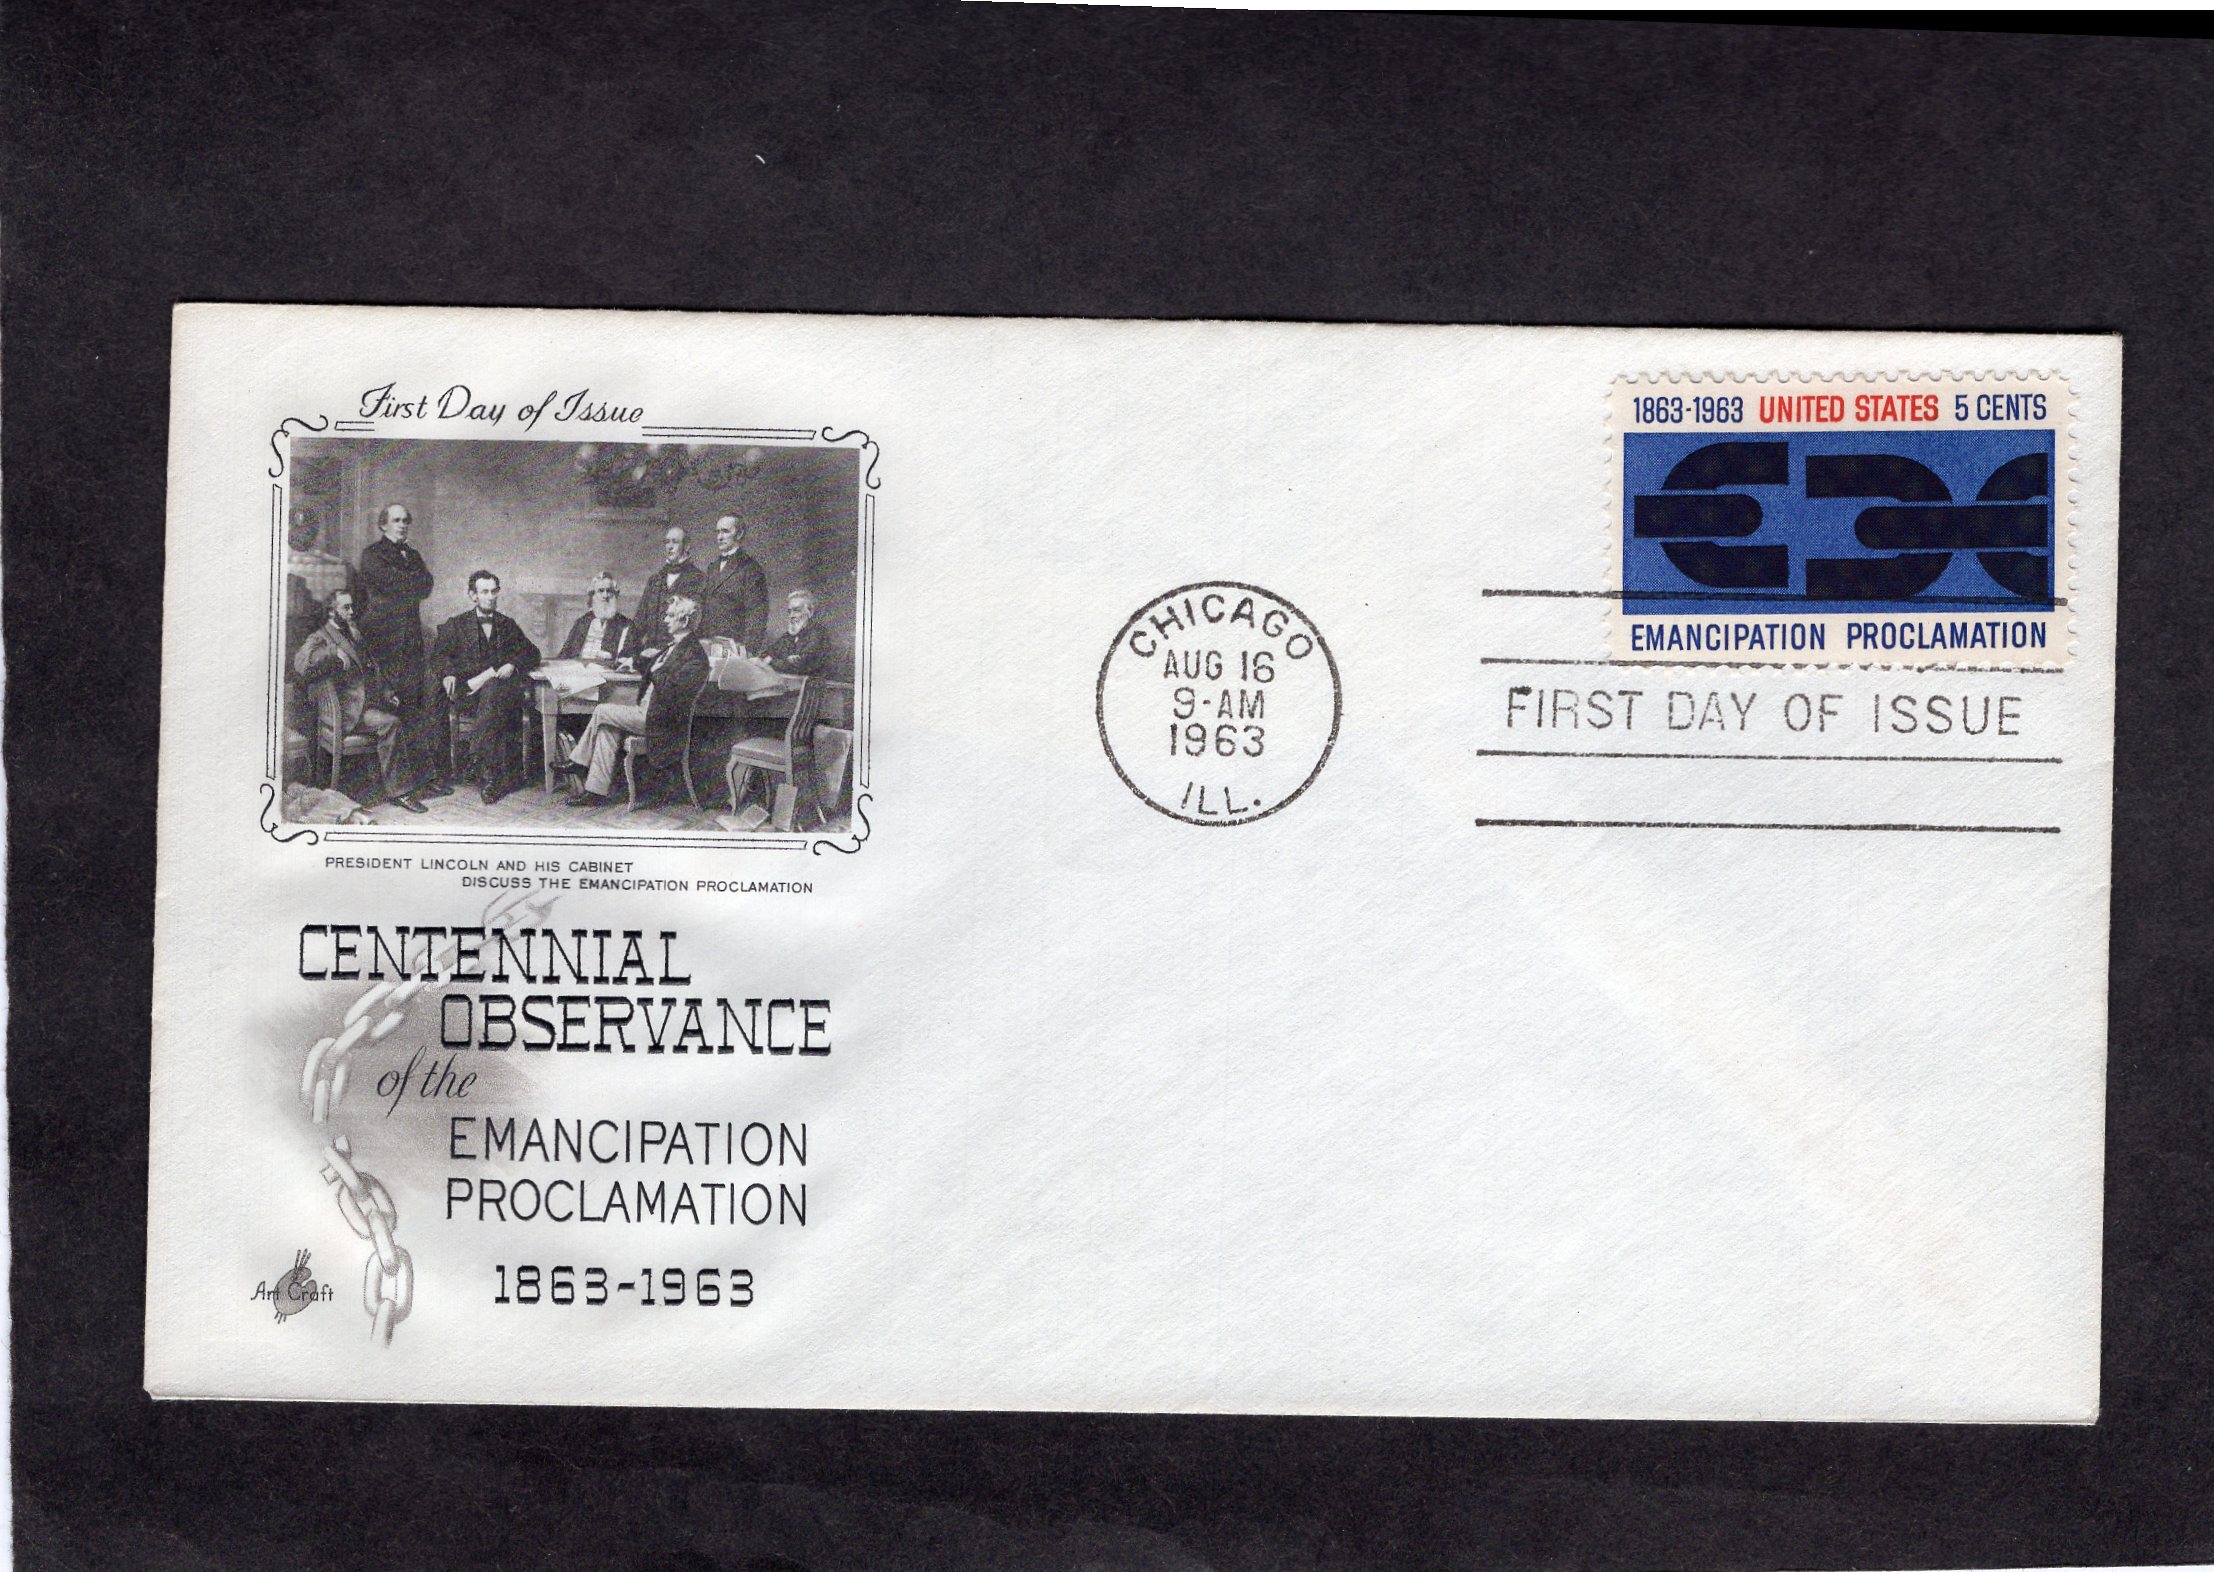 First Day of Issue
PRESIDENT LINCOLN AND HIS CABINET
DISCUSS THE EMANCIPATION PROCLAMATION
CENTENNIAL
OBSERVANCE
of the
EMANCIPATION
PROCLAMATION
1863-1963
Art Craft
CHICAGO
AUG 16
9-AM
1963
ILL.
1863-1963 UNITED STATES 5 CENTS
EMANCIPATION PROCLAMATION
FIRST DAY OF ISSUE